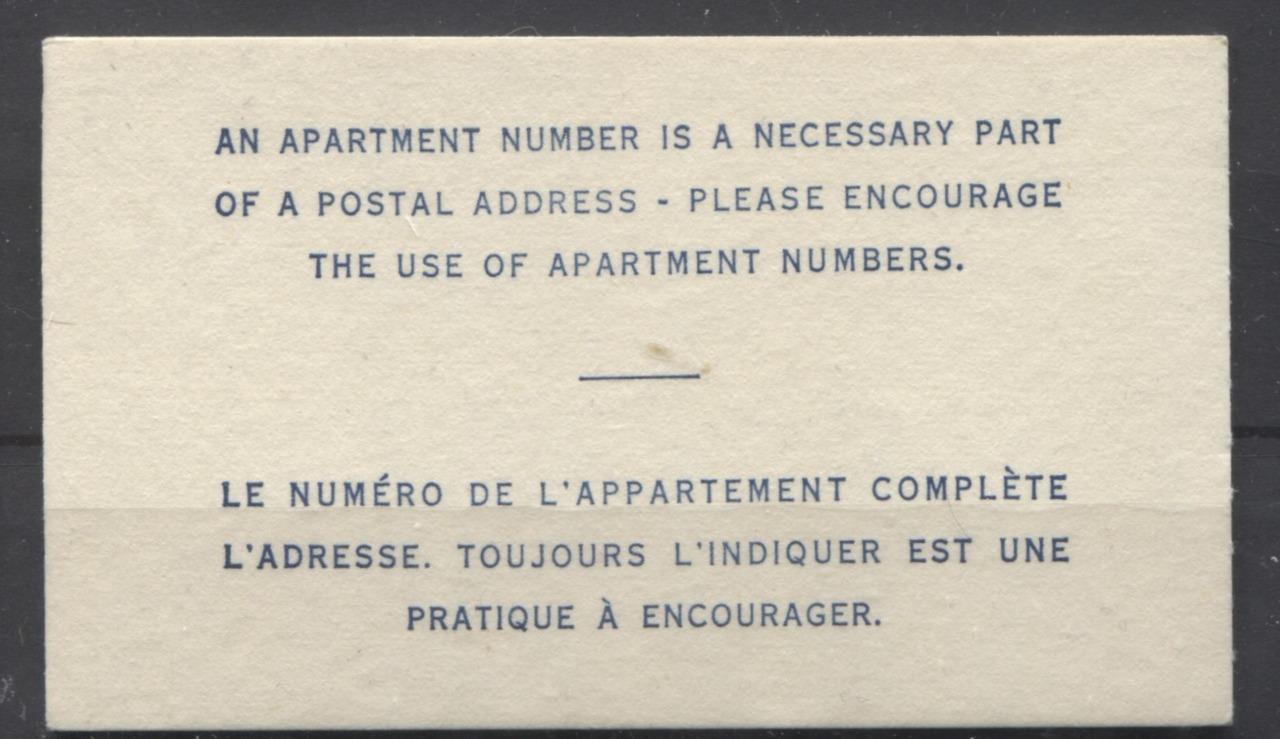 AN APARTMENT NUMBER IS A NECESSARY PART
OF A POSTAL ADDRESS - PLEASE ENCOURAGE
THE USE OF APARTMENT NUMBERS.
LE NUMÉRO DE L'APPARTEMENT COMPLÈTE
L'ADRESSE. TOUJOURS L'INDIQUER EST UNE
PRATIQUE À ENCOURAGER.